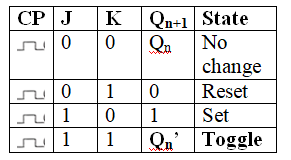 CP J K Qn+1 State
0 0 Qn No
change
0 1 0 Reset
1 0 1 Set
1 1 Qn’ Toggle